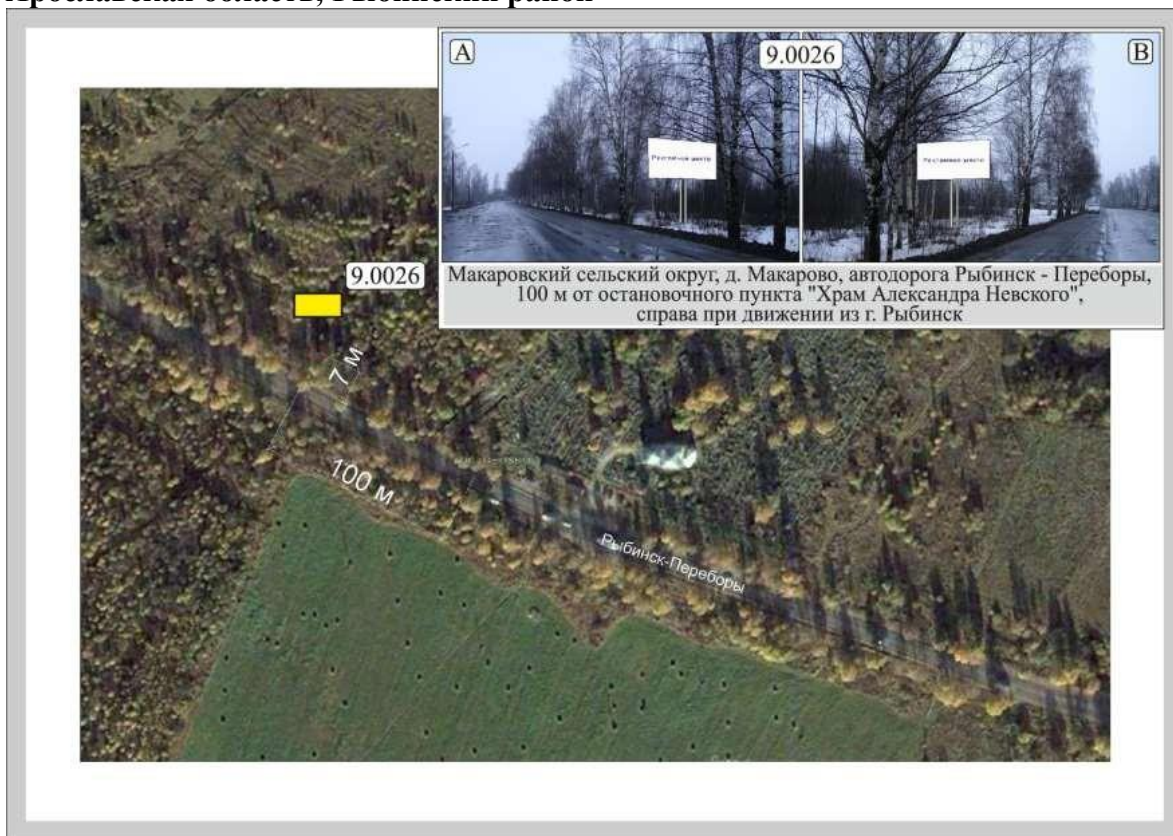 Ярославская область, Рыбинский район
A
9.0026
B
Рекламное место
Рекламное место
Макаровский сельский округ, д. Макарово, автодорога Рыбинск - Переборы,
100 м от остановочного пункта "Храм Александра Невского",
справа при движении из г. Рыбинск
9.0026
7 м
100 м
Рыбинск-Переборы